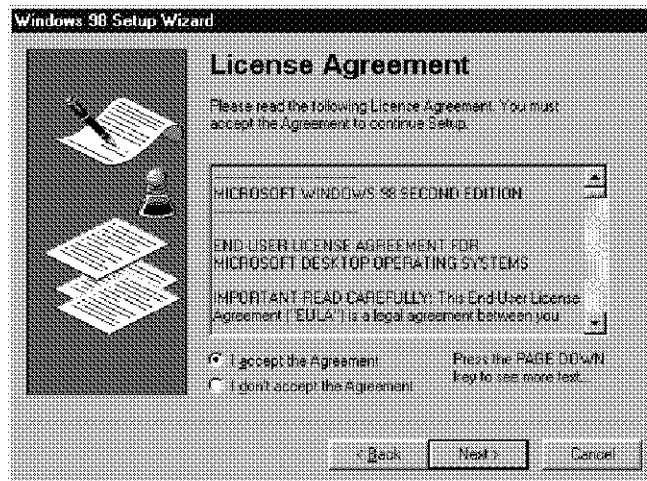 Windows 98 Setup Wizard
License Agreement
Please read the following License Agreement. You must
accept the Agreement to continue Setup.
MICROSOFT WINDOWS 98 SECOND EDITION
END-USER LICENSE AGREEMENT FOR
MICROSOFT DESKTOP OPERATING SYSTEMS
IMPORTANT READ CAREFULLY: This End-User License
Agreement ("EULA") is a legal agreement between you
I accept the Agreement
I don't accept the Agreement
Press the PAGE DOWN
key to see more text.
< Back
Next >
Cancel